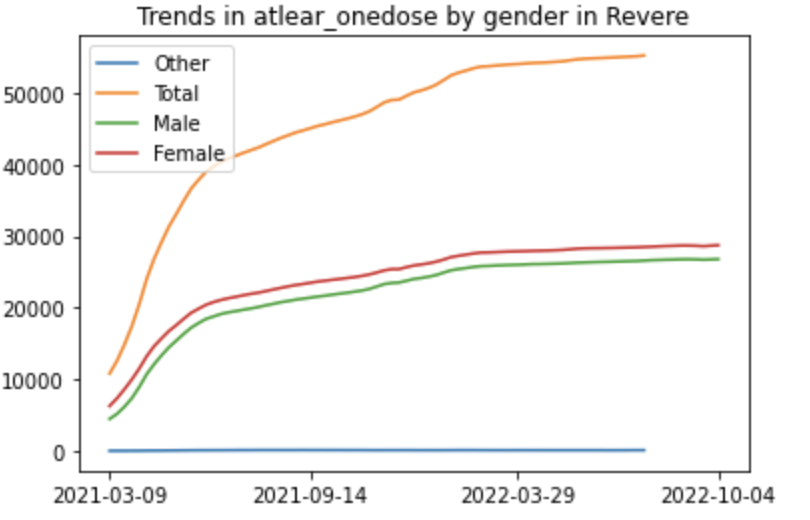 Trends in atlear_onedose by gender in Revere
Other
Total
Male
Female
50000
40000
30000
20000
10000
0
2021-03-09 2021-09-14 2022-03-29 2022-10-04